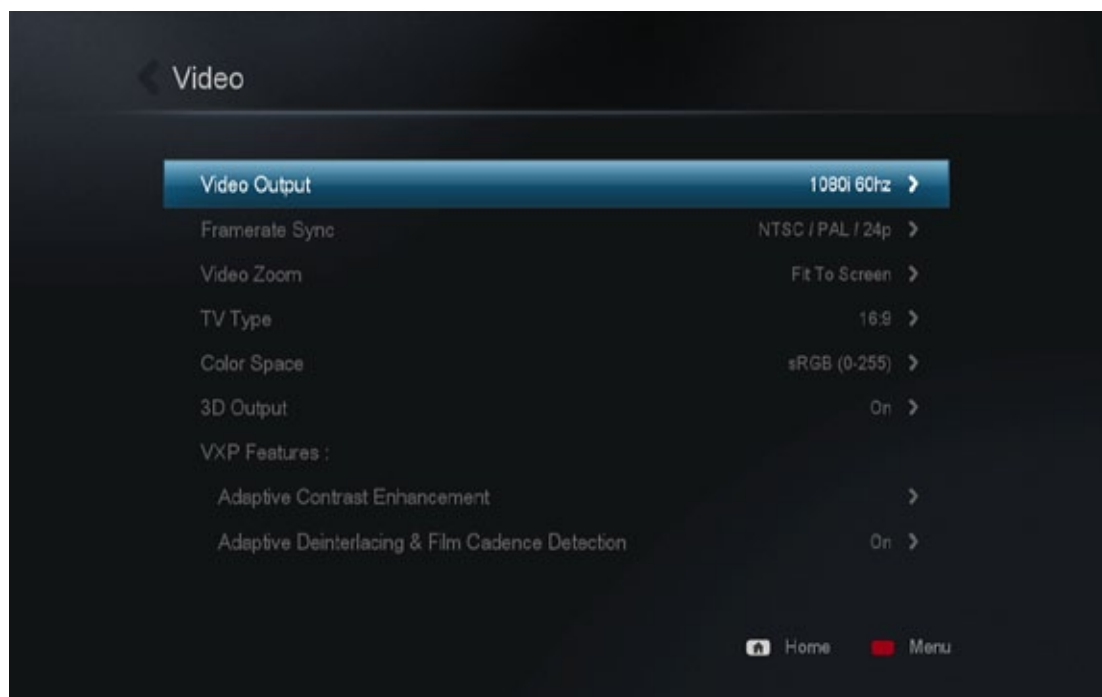 Video
Video Output 1080i 60hz
Framerate Sync NTSC / PAL / 24p
Video Zoom Fit To Screen
TV Type 16:9
Color Space sRGB (0-255)
3D Output On
VXP Features :
Adaptive Contrast Enhancement
Adaptive Deinterlacing & Film Cadence Detection On
Home Menu